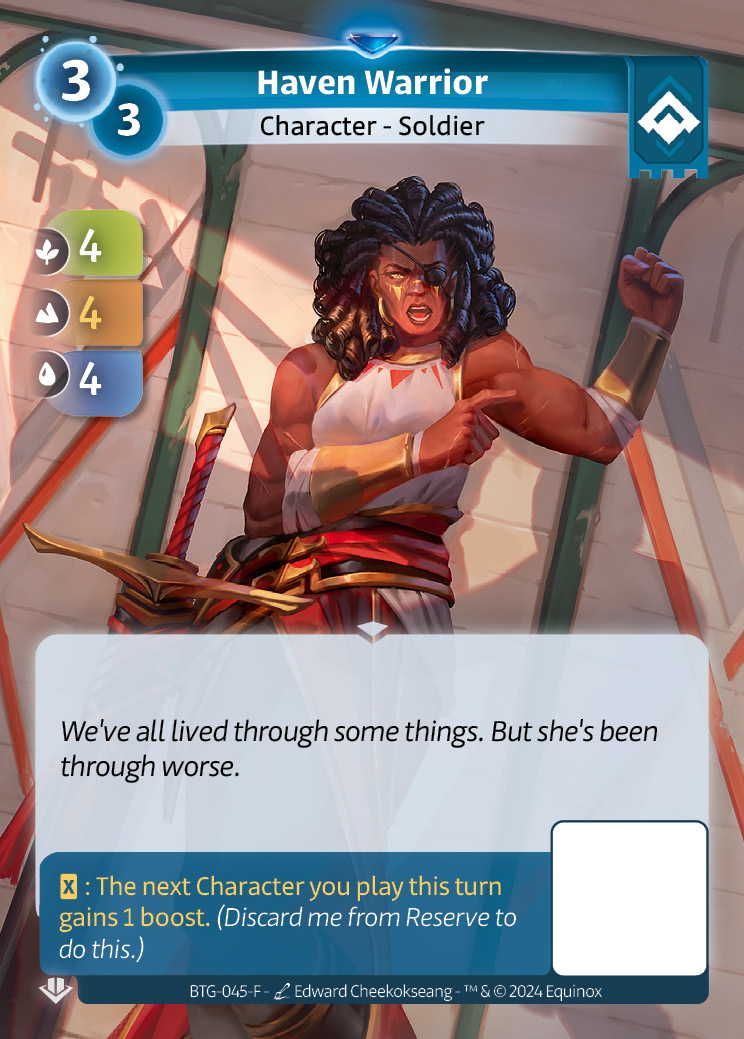 3
Haven Warrior
3
Character - Soldier
4
4
4
We've all lived through some things. But she's been
through worse.
X : The next Character you play this turn
gains 1 boost. (Discard me from Reserve to
do this.)
BTG-045-F - Edward Cheekokseang - ™ & © 2024 Equinox